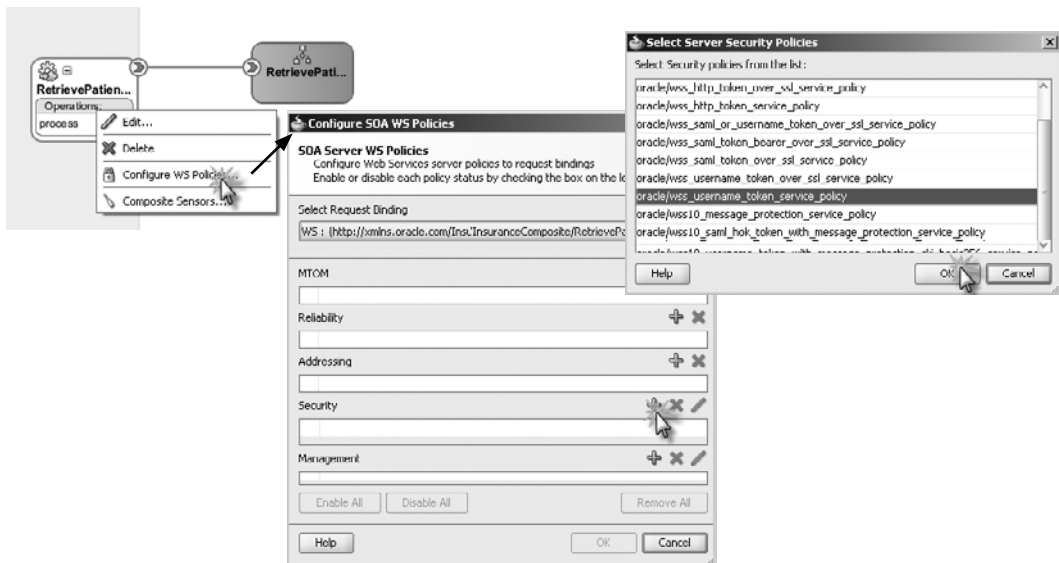 RetrievePatien...
Operations:
process
RetrievePati...
Edit...
Delete
Configure WS Policies...
Composite Sensors...
Configure SOA WS Policies
SOA Server WS Policies
Configure Web Services server policies to request bindings
Enable or disable each policy status by checking the box on the le
Select Request Binding
WS : {http://xmlns.oracle.com/Insu'InsuranceComposite/RetrievePa
MTOM
Reliability
Addressing
Security
Management
Enable All
Disable All
Remove All
Help
OK
Cancel
Select Server Security Policies
Select Security policies from the list:
oracle/wss_http_token_over_ssl_service_policy
oracle/wss_http_token_service_policy
oracle/wss_saml_or_username_token_over_ssl_service_policy
oracle/wss_saml_token_bearer_over_ssl_service_policy
oracle/wss_saml_token_over_ssl_service_policy
oracle/wss_username_token_over_ssl_service_policy
oracle/wss_username_token_service_policy
oracle/wss10_message_protection_service_policy
oracle/wss10_saml_hok_token_with_message_protection_service_policy
Help
OK
Cancel